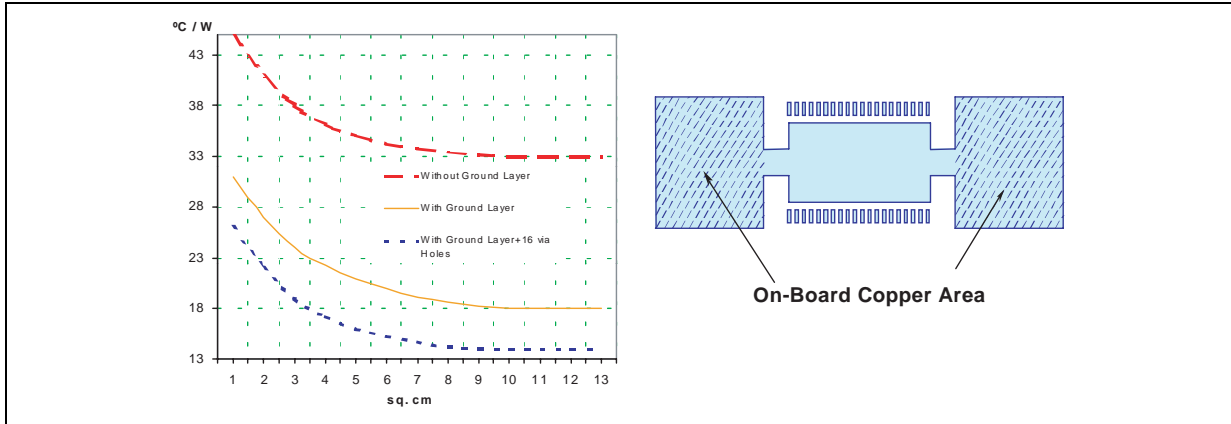 ºC / W
43
38
33
28
23
18
13
Without Ground Layer
With Ground Layer
With Ground Layer+16 via
Holes
1 2 3 4 5 6 7 8 9 10 11 12 13
sq. cm
On-Board Copper Area